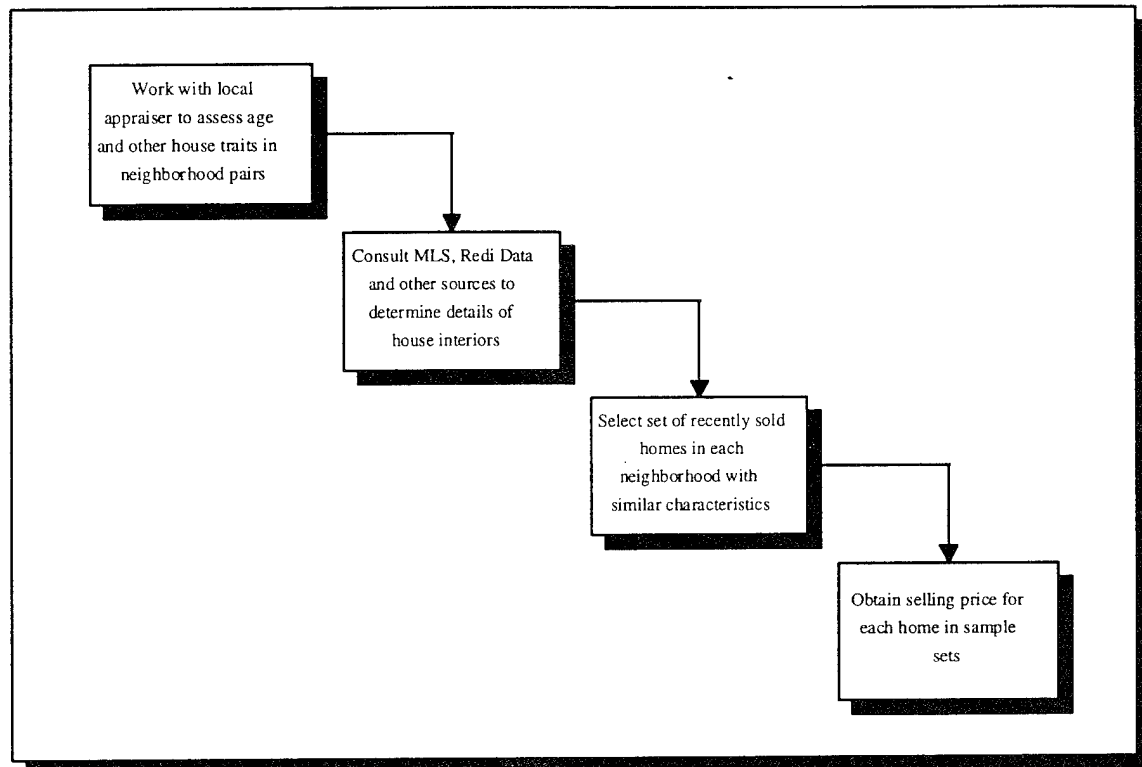 Work with local
appraiser to assess age
and other house traits in
neighborhood pairs
Consult MLS, Redi Data
and other sources to
determine details of
house interiors
Select set of recently sold
homes in each
neighborhood with
similar characteristics
Obtain selling price for
each home in sample
sets